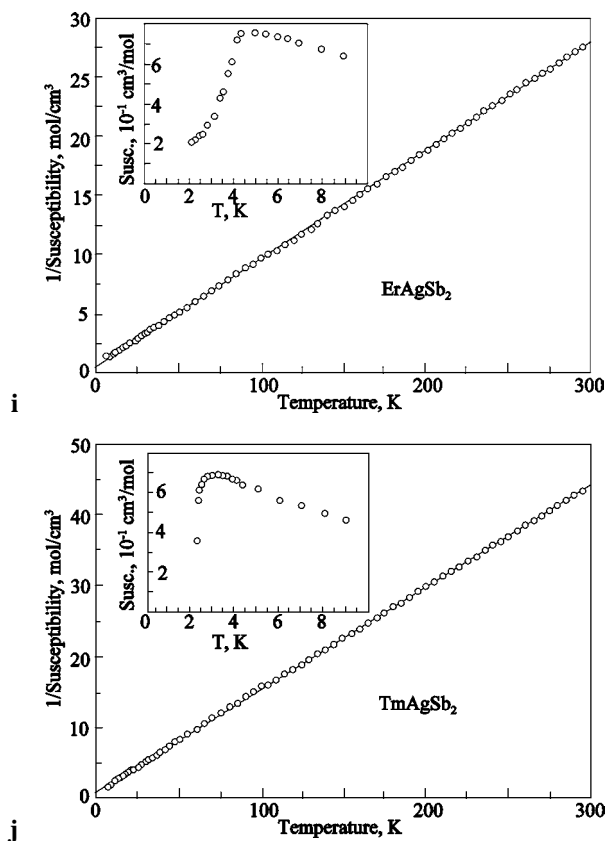 30
25
20
15
10
5
0
1/Susceptibility, mol/cm³
6
4
2
Susc., 10⁻¹ cm³/mol
0 2 4 6 8
T, K
ErAgSb₂
0 100 200 300
Temperature, K
i
50
40
30
20
10
0
1/Susceptibility, mol/cm³
6
4
2
Susc., 10⁻¹ cm³/mol
0 2 4 6 8
T, K
TmAgSb₂
0 100 200 300
Temperature, K
j